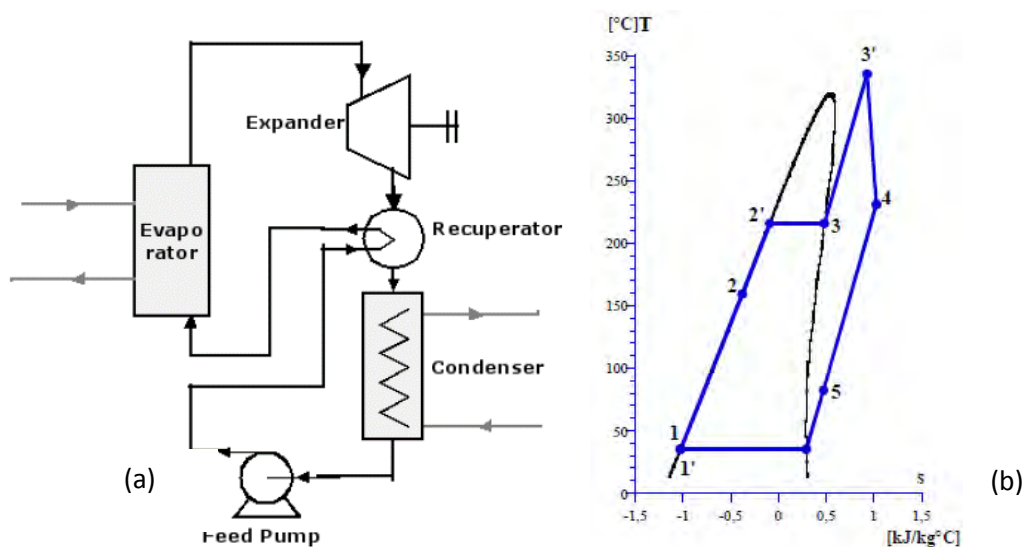 Expander
Evapo
rator
Recuperator
Condenser
Feed Pump
(a)
[°C]T
350
300
250
200
150
100
50
0
3'
4
2'
3
2
5
1
1'
s
-1,5
-1
-0,5
0
0,5
1
1,5
[kJ/kg°C]
(b)